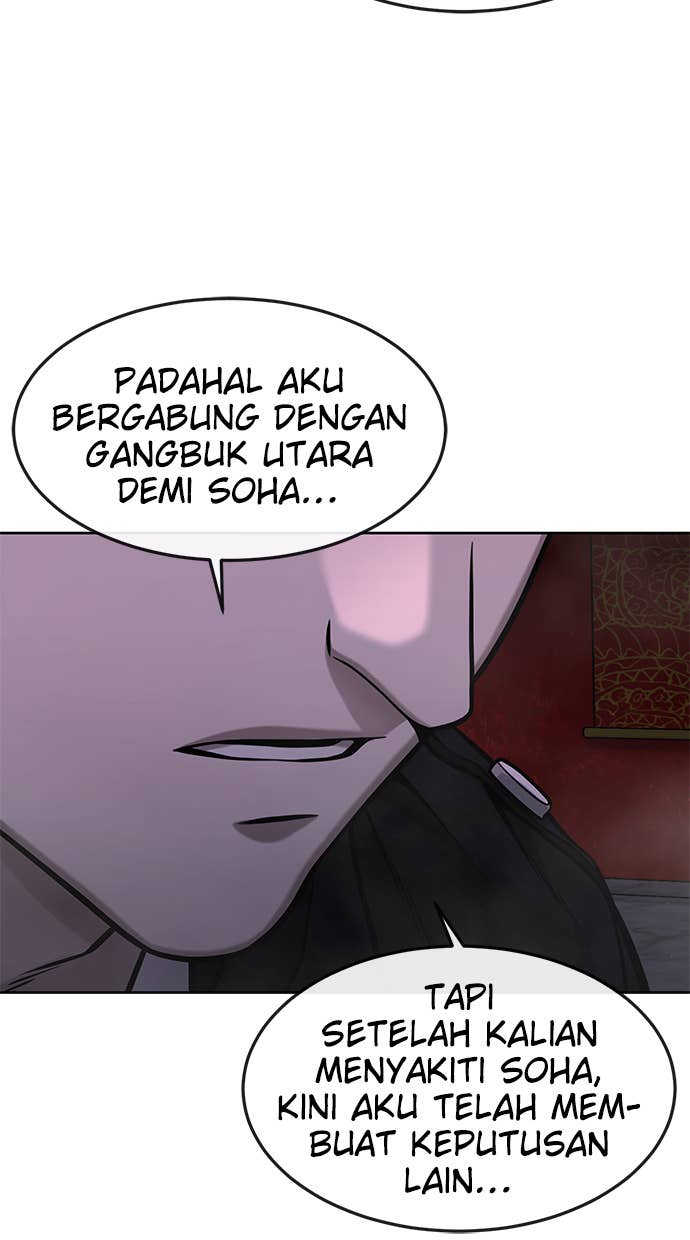 PADAHAL AKU
BERGABUNG DENGAN
GANGBUK UTARA
DEMI SOHA...
TAPI
SETELAH KALIAN
MENYAKITI SOHA,
KINI AKU TELAH MEM-
BUAT KEPUTUSAN
LAIN...